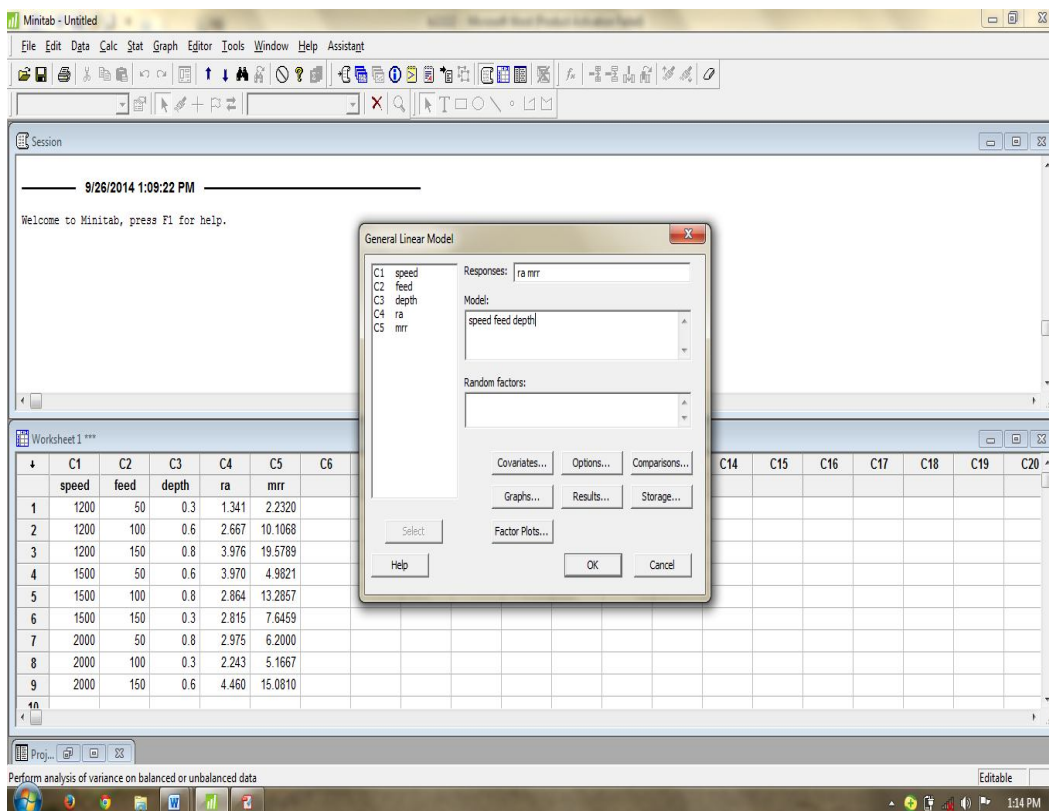 Minitab - Untitled
File Edit Data Calc Stat Graph Editor Tools Window Help Assistant
Session
9/26/2014 1:09:22 PM
Welcome to Minitab, press F1 for help.
General Linear Model
C1 speed
C2 feed
C3 depth
C4 ra
C5 mrr
Responses: ra mrr
Model:
speed feed depth
Random factors:
Covariates... Options... Comparisons...
Graphs... Results... Storage...
Select Factor Plots...
Help OK Cancel
Worksheet 1 ***
C1 C2 C3 C4 C5 C6 C14 C15 C16 C17 C18 C19 C20
speed feed depth ra mrr
1 1200 50 0.3 1.341 2.2320
2 1200 100 0.6 2.667 10.1068
3 1200 150 0.8 3.976 19.5789
4 1500 50 0.6 3.970 4.9821
5 1500 100 0.8 2.864 13.2857
6 1500 150 0.3 2.815 7.6459
7 2000 50 0.8 2.975 6.2000
8 2000 100 0.3 2.243 5.1667
9 2000 150 0.6 4.460 15.0810
10
Proj...
Perform analysis of variance on balanced or unbalanced data Editable
1:14 PM